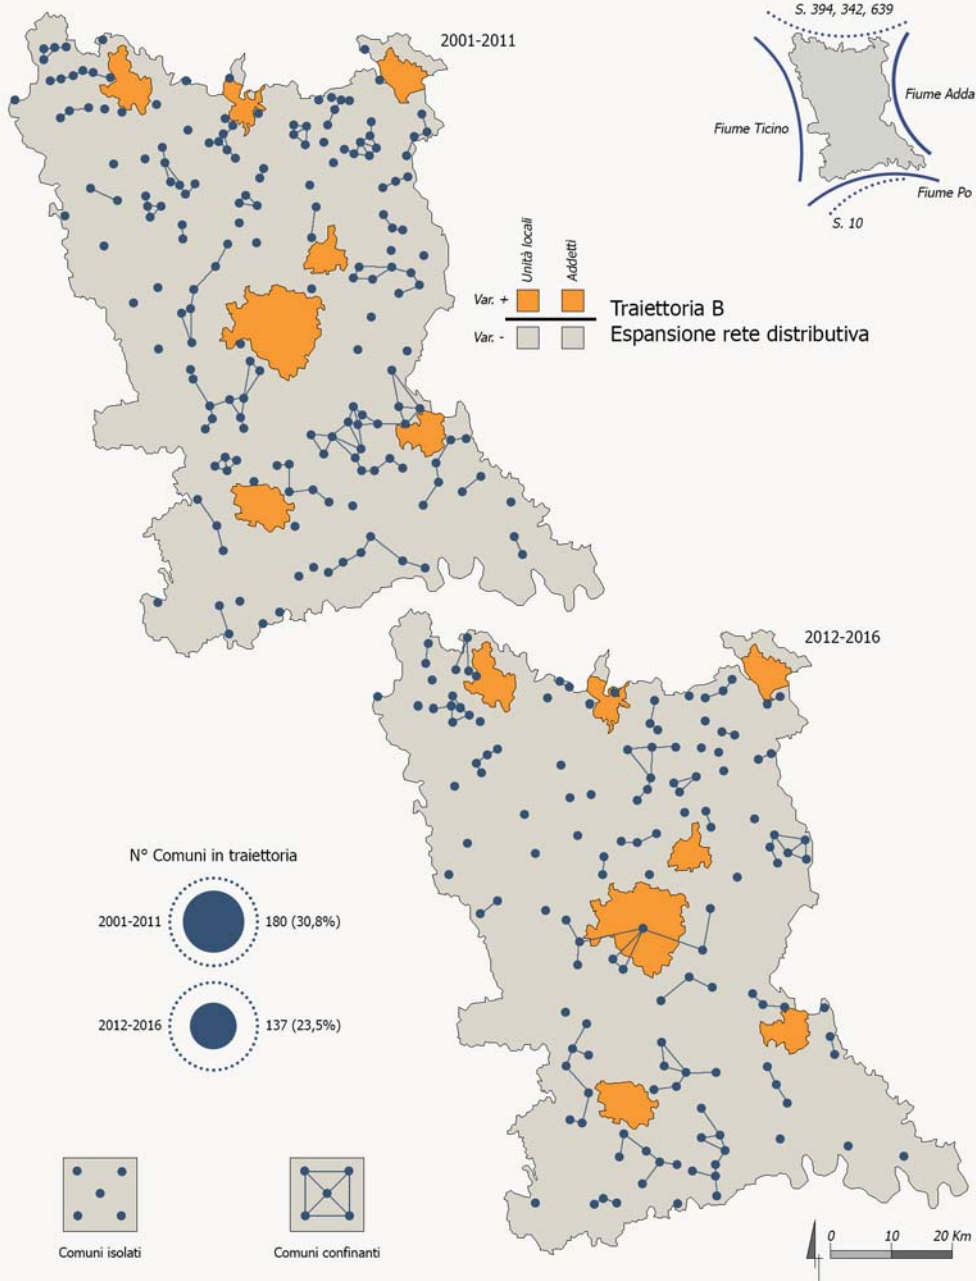 2001-2011
S. 394, 342, 639
Fiume Adda
Fiume Ticino
Fiume Po
S. 10
Unità locali
Addetti
Var. +
Var. -
Traiettoria B
Espansione rete distributiva
2012-2016
N° Comuni in traiettoria
2001-2011
180 (30,8%)
2012-2016
137 (23,5%)
Comuni isolati
Comuni confinanti
0 10 20 Km